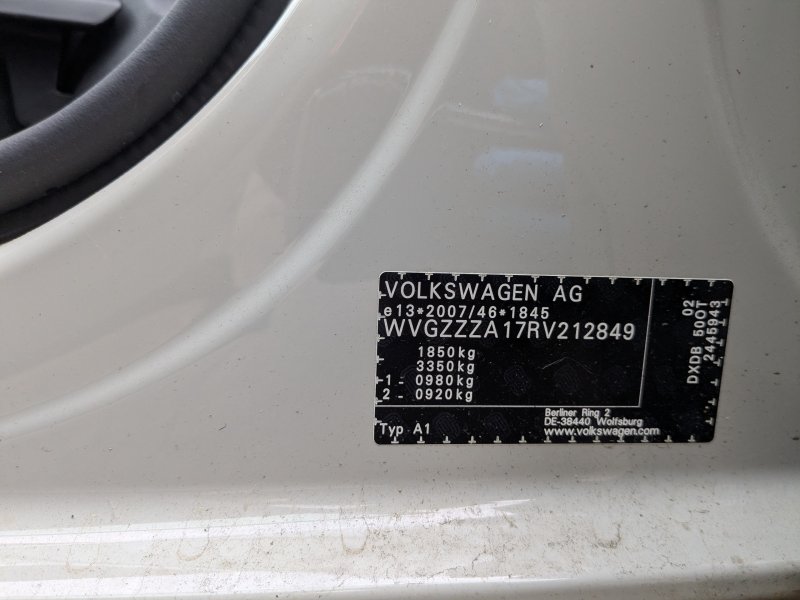 VOLKSWAGEN AG
e13*2007/46*1845
WVGZZZA17RV212849
1850kg
3350kg
1 - 0980kg
2 - 0920kg
Typ A1
Berliner Ring 2
DE-38440 Wolfsburg
www.volkswagen.com
02
DXDB 50OT
2445943